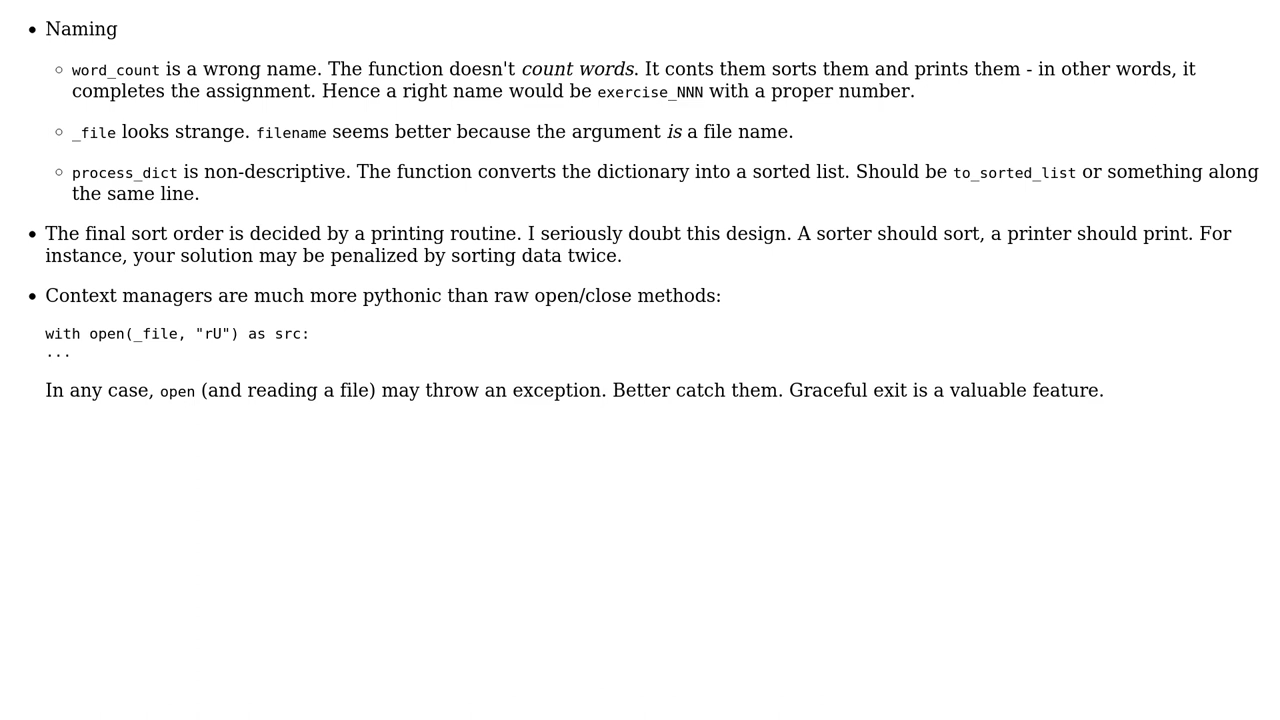 Naming
word_count is a wrong name. The function doesn't count words. It conts them sorts them and prints them - in other words, it
completes the assignment. Hence a right name would be exercise_NNN with a proper number.
_file looks strange. filename seems better because the argument is a file name.
process_dict is non-descriptive. The function converts the dictionary into a sorted list. Should be to_sorted_list or something along
the same line.
The final sort order is decided by a printing routine. I seriously doubt this design. A sorter should sort, a printer should print. For
instance, your solution may be penalized by sorting data twice.
Context managers are much more pythonic than raw open/close methods:
with open(_file, "rU") as src:
...
In any case, open (and reading a file) may throw an exception. Better catch them. Graceful exit is a valuable feature.